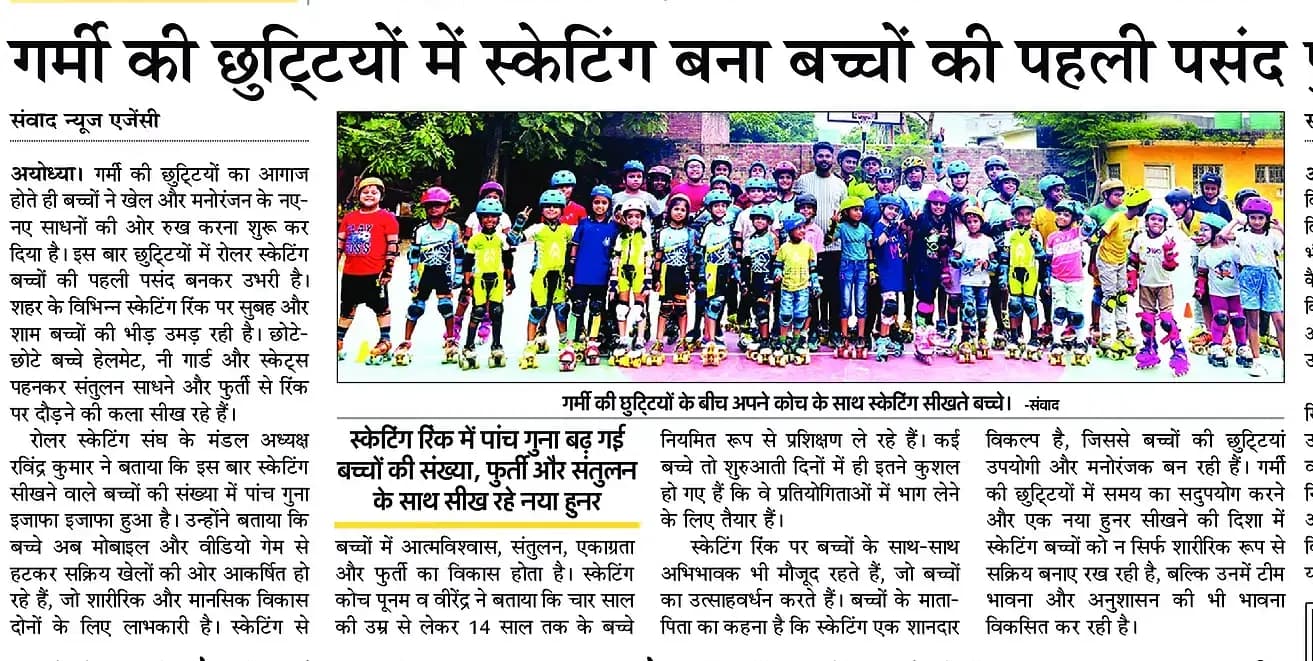 गर्मी की छुट्टियों में स्केटिंग बना बच्चों की पहली पसंद
संवाद न्यूज एजेंसी
अयोध्या। गर्मी की छुट्टियों का आगाज
होते ही बच्चों ने खेल और मनोरंजन के नए-
नए साधनों की ओर रुख करना शुरू कर
दिया है। इस बार छुट्टियों में रोलर स्केटिंग
बच्चों की पहली पसंद बनकर उभरी है।
शहर के विभिन्न स्केटिंग रिंक पर सुबह और
शाम बच्चों की भीड़ उमड़ रही है। छोटे-
छोटे बच्चे हेलमेट, नी गार्ड और स्केट्स
पहनकर संतुलन साधने और फुर्ती से रिंक
पर दौड़ने की कला सीख रहे हैं।
रोलर स्केटिंग संघ के मंडल अध्यक्ष
रविंद्र कुमार ने बताया कि इस बार स्केटिंग
सीखने वाले बच्चों की संख्या में पांच गुना
इजाफा इजाफा हुआ है। उन्होंने बताया कि
बच्चे अब मोबाइल और वीडियो गेम से
हटकर सक्रिय खेलों की ओर आकर्षित हो
रहे हैं, जो शारीरिक और मानसिक विकास
दोनों के लिए लाभकारी है। स्केटिंग से
गर्मी की छुट्टियों के बीच अपने कोच के साथ स्केटिंग सीखते बच्चे। -संवाद
स्केटिंग रिंक में पांच गुना बढ़ गई
बच्चों की संख्या, फुर्ती और संतुलन
के साथ सीख रहे नया हुनर
बच्चों में आत्मविश्वास, संतुलन, एकाग्रता
और फुर्ती का विकास होता है। स्केटिंग
कोच पूनम व वीरेंद्र ने बताया कि चार साल
की उम्र से लेकर 14 साल तक के बच्चे
नियमित रूप से प्रशिक्षण ले रहे हैं। कई
बच्चे तो शुरुआती दिनों में ही इतने कुशल
हो गए हैं कि वे प्रतियोगिताओं में भाग लेने
के लिए तैयार हैं।
स्केटिंग रिंक पर बच्चों के साथ-साथ
अभिभावक भी मौजूद रहते हैं, जो बच्चों
का उत्साहवर्धन करते हैं। बच्चों के माता-
पिता का कहना है कि स्केटिंग एक शानदार
विकल्प है, जिससे बच्चों की छुट्टियां
उपयोगी और मनोरंजक बन रही हैं। गर्मी
की छुट्टियों में समय का सदुपयोग करने
और एक नया हुनर सीखने की दिशा में
स्केटिंग बच्चों को न सिर्फ शारीरिक रूप से
सक्रिय बनाए रख रही है, बल्कि उनमें टीम
भावना और अनुशासन की भी भावना
विकसित कर रही है।